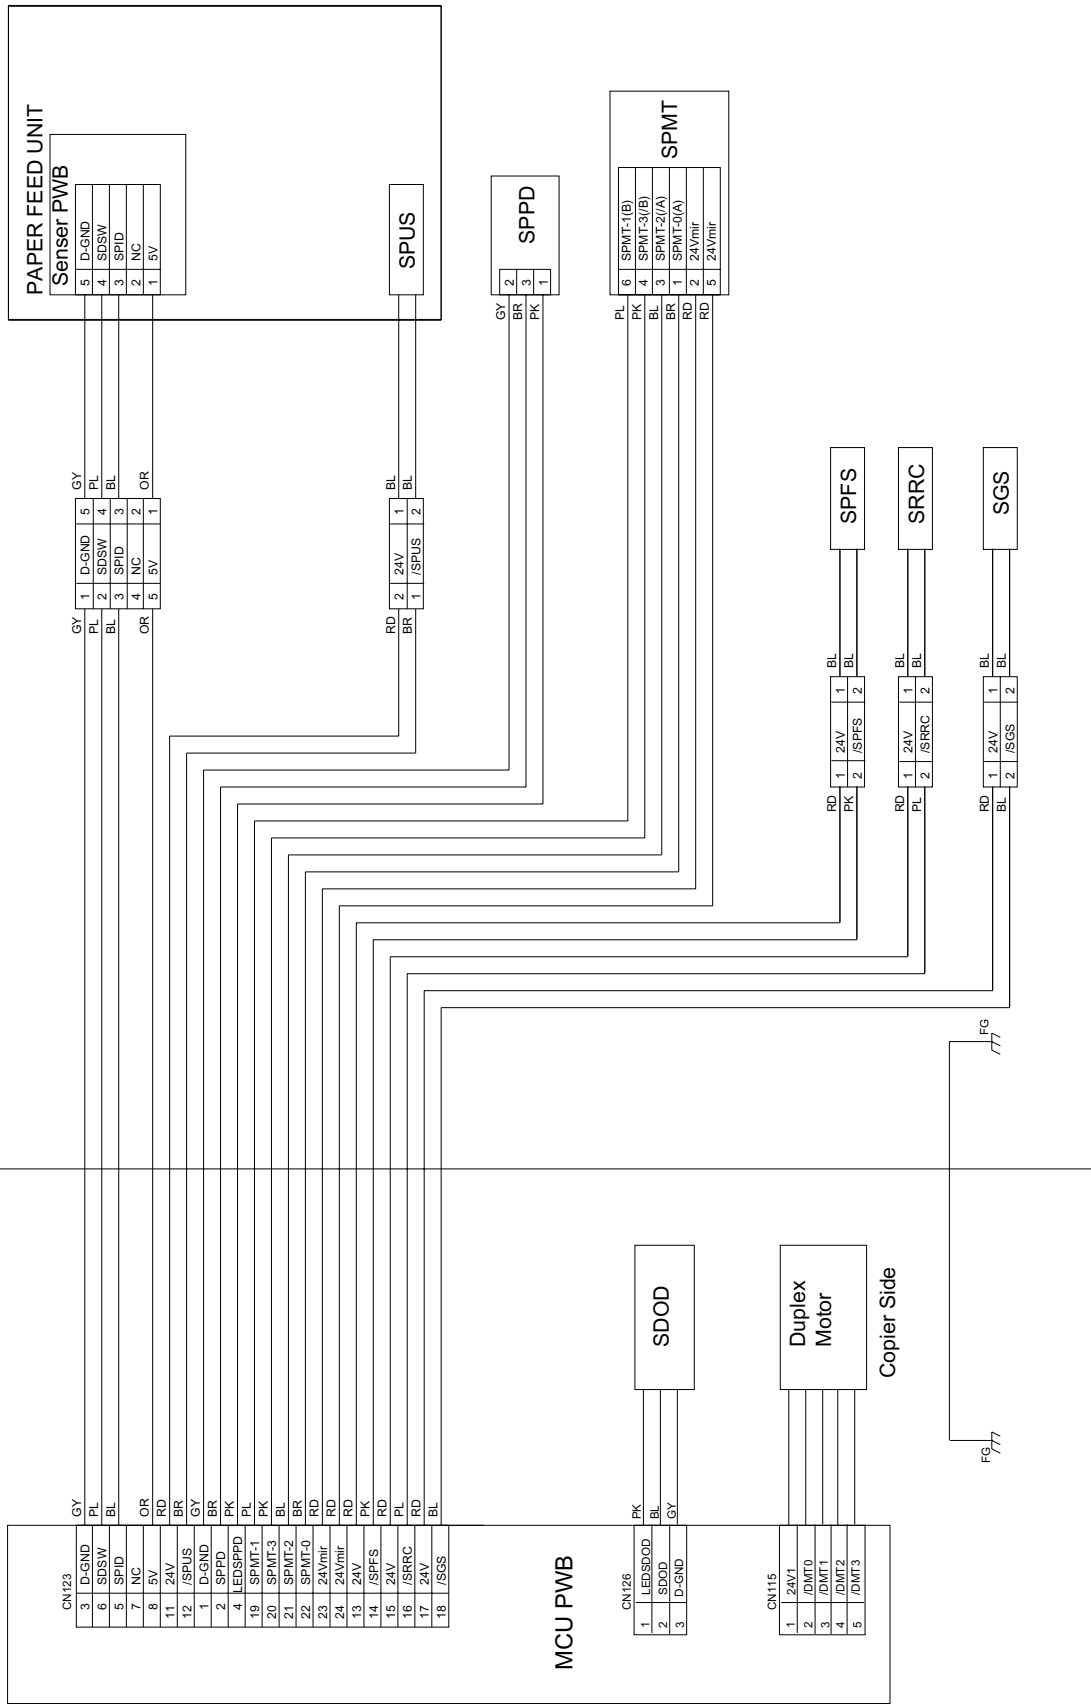 PAPER FEED UNIT
Senser PWB
5 D-GND
4 SDSW
3 SPID
2 NC
1 5V
SPUS
SPPD
2
3
1
GY
BR
PK
SPMT
6 SPMT-1(B)
4 SPMT-3(/B)
3 SPMT-2(/A)
1 SPMT-0(A)
2 24Vmir
5 24Vmir
PL
PK
BL
BR
RD
RD
GY
PL
BL
OR
1 D-GND 5
2 SDSW 4
3 SPID 3
4 NC 2
5 5V 1
GY
PL
BL
OR
BL
BL
2 24V 1
1 /SPUS 2
RD
BR
SPFS
BL
BL
1 24V 1
2 /SPFS 2
RD
PK
SRRC
BL
BL
1 24V 1
2 /SRRC 2
RD
PL
SGS
BL
BL
1 24V 1
2 /SGS 2
RD
BL
FG
FG
CN123
3 D-GND GY
6 SDSW PL
5 SPID BL
7 NC
8 5V OR
11 24V RD
12 /SPUS BR
1 D-GND GY
2 SPPD BR
4 LEDSPPD PK
19 SPMT-1 PL
20 SPMT-3 PK
21 SPMT-2 BL
22 SPMT-0 BR
23 24Vmir RD
24 24Vmir RD
13 24V RD
14 /SPFS PK
15 24V RD
16 /SRRC PL
17 24V RD
18 /SGS BL
MCU PWB
CN126
1 LEDSDOD PK
2 SDOD BL
3 D-GND GY
SDOD
CN115
1 24V1
2 /DMT0
3 /DMT1
4 /DMT2
5 /DMT3
Duplex
Motor
Copier Side